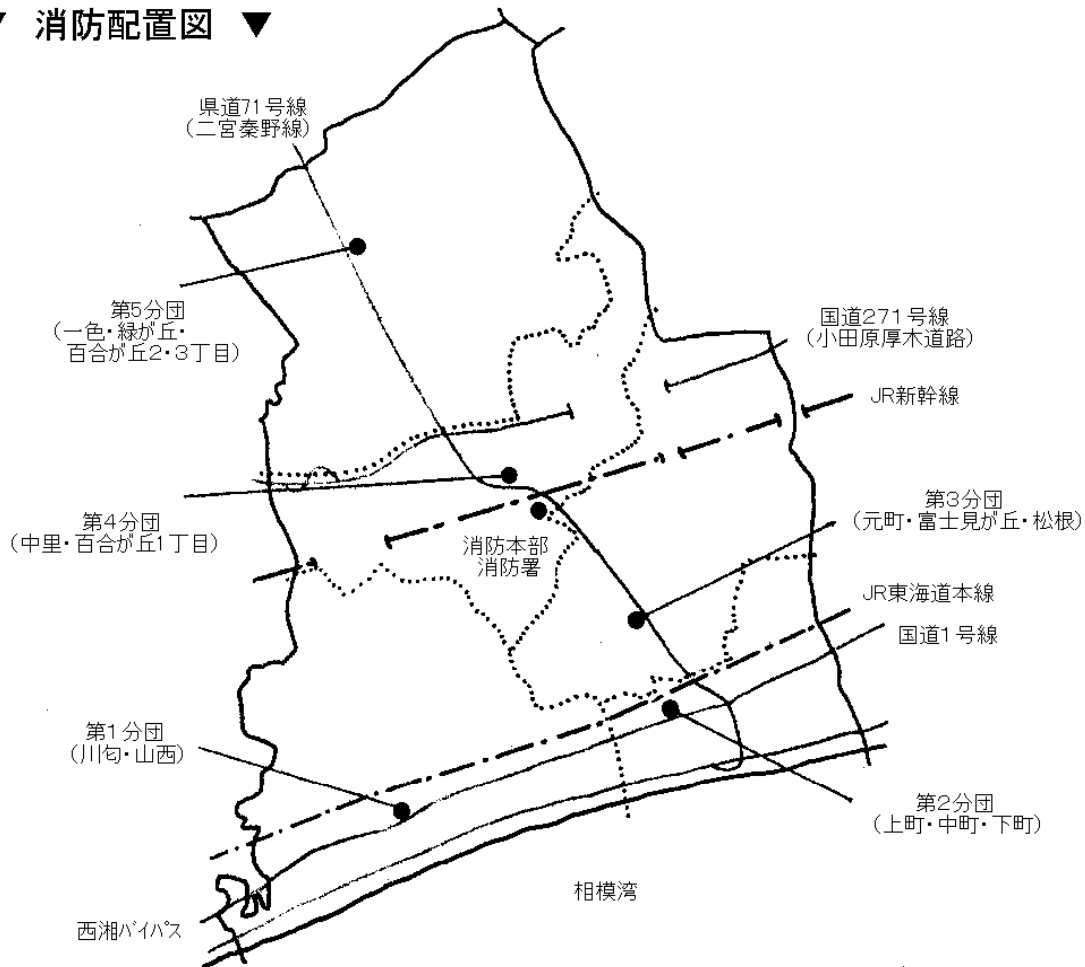 ▼ 消防配置図 ▼
県道71号線
(二宮秦野線)
第5分団
(一色・緑が丘・
百合が丘2・3丁目)
国道271号線
(小田原厚木道路)
JR新幹線
第4分団
(中里・百合が丘1丁目)
消防本部
消防署
第3分団
(元町・富士見が丘・松根)
JR東海道本線
国道1号線
第1分団
(川匂・山西)
第2分団
(上町・中町・下町)
相模湾
西湘バイパス